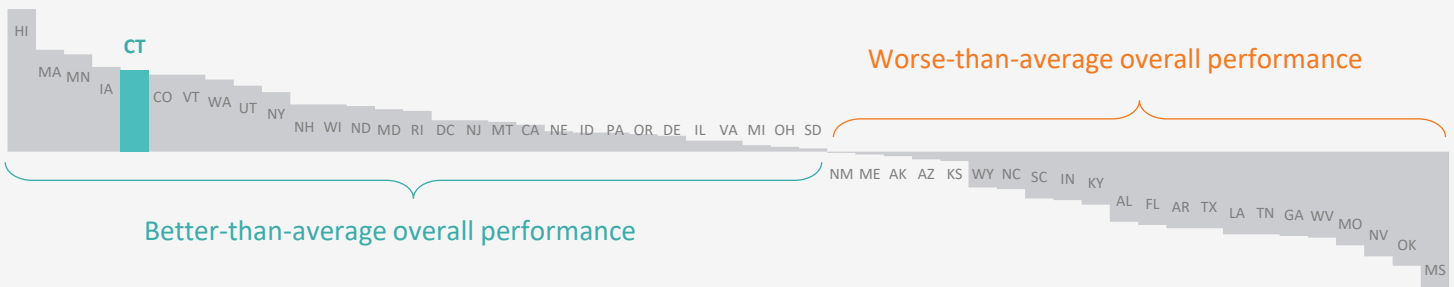 HI
CT
MA MN
IA
CO VT WA UT NY
NH WI ND MD RI DC NJ MT CA NE ID PA OR DE IL VA MI OH SD
Worse-than-average overall performance
NM ME AK AZ KS WY NC SC IN KY
AL FL AR TX LA TN GA WV MO
NV
OK
MS
Better-than-average overall performance